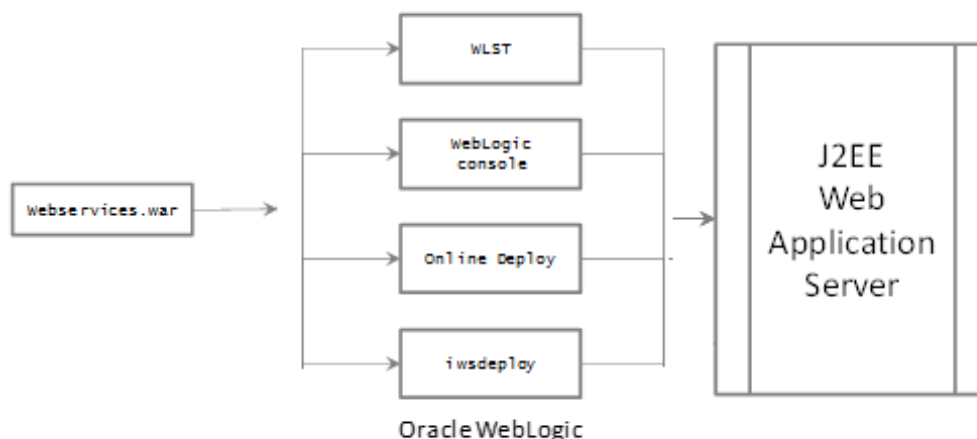 Webservices.war
WLST
WebLogic
console
Online Deploy
iwsdeploy
Oracle WebLogic
J2EE
Web
Application
Server